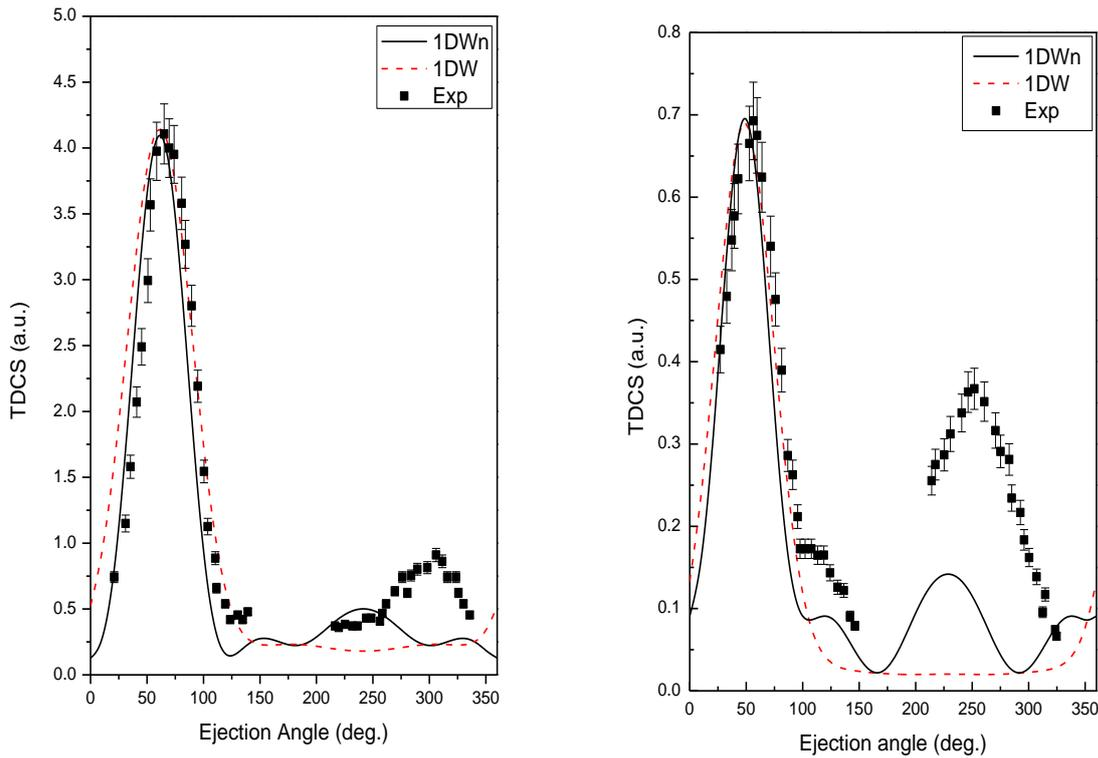 5.0
4.5
4.0
3.5
3.0
2.5
2.0
1.5
1.0
0.5
0.0
TDCS (a.u.)
1DWn
1DW
Exp
0 50 100 150 200 250 300 350
Ejection Angle (deg.)
0.8
0.7
0.6
0.5
0.4
0.3
0.2
0.1
0.0
TDCS (a.u.)
1DWn
1DW
Exp
0 50 100 150 200 250 300 350
Ejection angle (deg.)